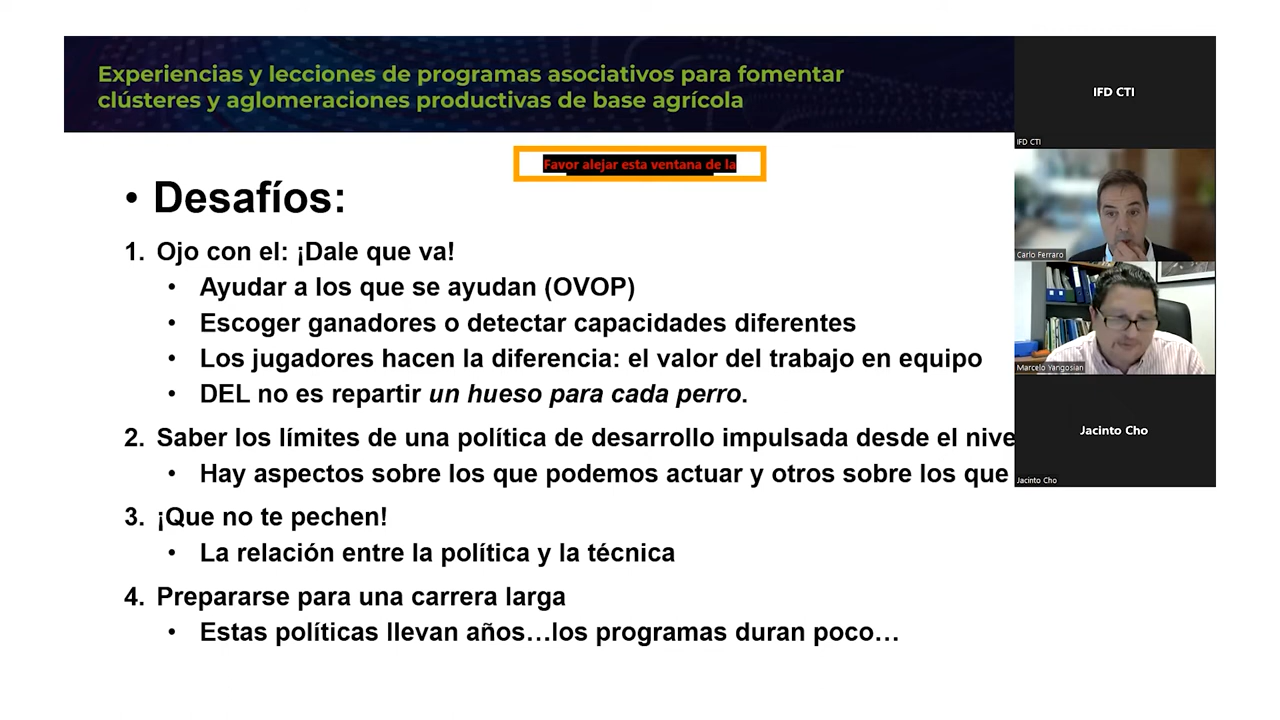 Experiencias y lecciones de programas asociativos para fomentar
clústeres y aglomeraciones productivas de base agrícola
Favor alejar esta ventana de la
• Desafíos:
1. Ojo con el: ¡Dale que va!
• Ayudar a los que se ayudan (OVOP)
• Escoger ganadores o detectar capacidades diferentes
• Los jugadores hacen la diferencia: el valor del trabajo en equipo
• DEL no es repartir un hueso para cada perro.
2. Saber los límites de una política de desarrollo impulsada desde el nive
• Hay aspectos sobre los que podemos actuar y otros sobre los que
3. ¡Que no te pechen!
• La relación entre la política y la técnica
4. Prepararse para una carrera larga
• Estas políticas llevan años…los programas duran poco…
IFD CTI
IFD CTI
Carlo Ferraro
Marcelo Yangosian
Jacinto Cho
Jacinto Cho